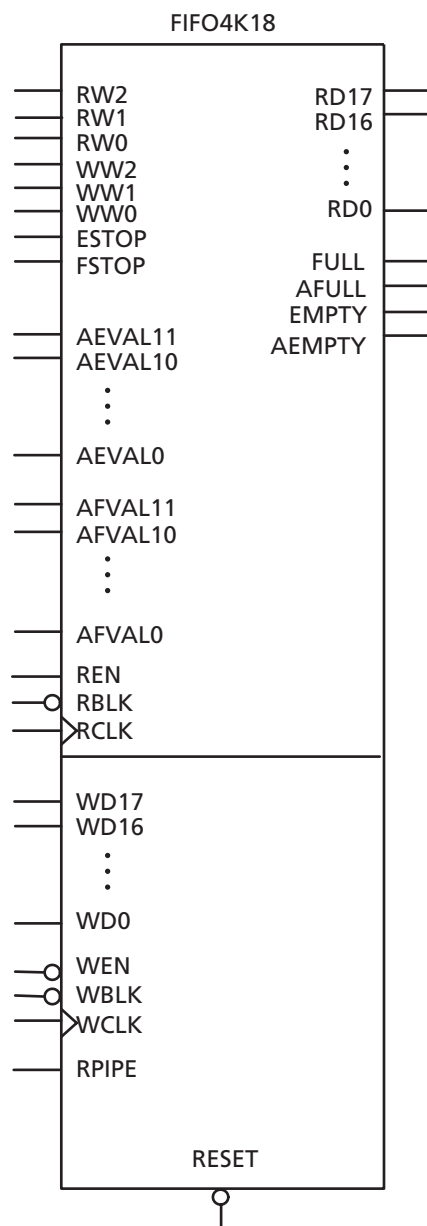 FIFO4K18
RW2
RW1
RW0
WW2
WW1
WW0
ESTOP
FSTOP
AEVAL11
AEVAL10
AEVAL0
AFVAL11
AFVAL10
AFVAL0
REN
RBLK
RCLK
RD17
RD16
RD0
FULL
AFULL
EMPTY
AEMPTY
WD17
WD16
WD0
WEN
WBLK
WCLK
RPIPE
RESET